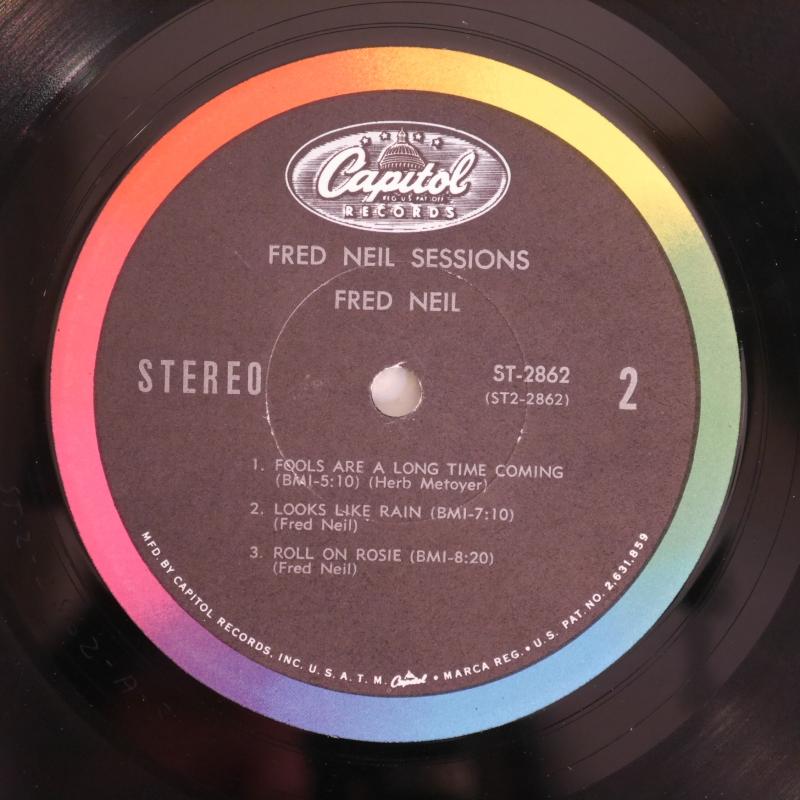 Capitol
REG. U.S. PAT. OFF.
RECORDS
FRED NEIL SESSIONS
FRED NEIL
STEREO
ST-2862
(ST2-2862)
2
1. FOOLS ARE A LONG TIME COMING
(BMI-5:10) (Herb Metoyer)
2. LOOKS LIKE RAIN (BMI-7:10)
(Fred Neil)
3. ROLL ON ROSIE (BMI-8:20)
(Fred Neil)
MFD. BY CAPITOL RECORDS, INC. U. S. A. T. M. Capitol • MARCA REG. • U.S. PAT. NO. 2,631,859